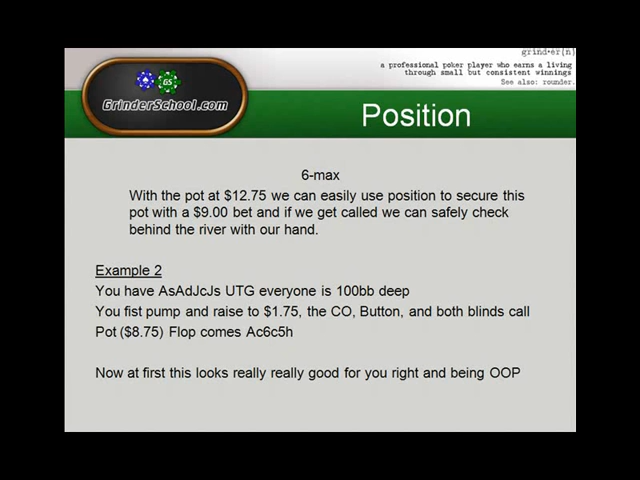 grind·er{n}
a professional poker player who earns a living
through small but consistent winnings
See also: rounder.
GS
GrinderSchool.com
Position
6-max
With the pot at $12.75 we can easily use position to secure this
pot with a $9.00 bet and if we get called we can safely check
behind the river with our hand.
Example 2
You have AsAdJcJs UTG everyone is 100bb deep
You fist pump and raise to $1.75, the CO, Button, and both blinds call
Pot ($8.75) Flop comes Ac6c5h
Now at first this looks really really good for you right and being OOP